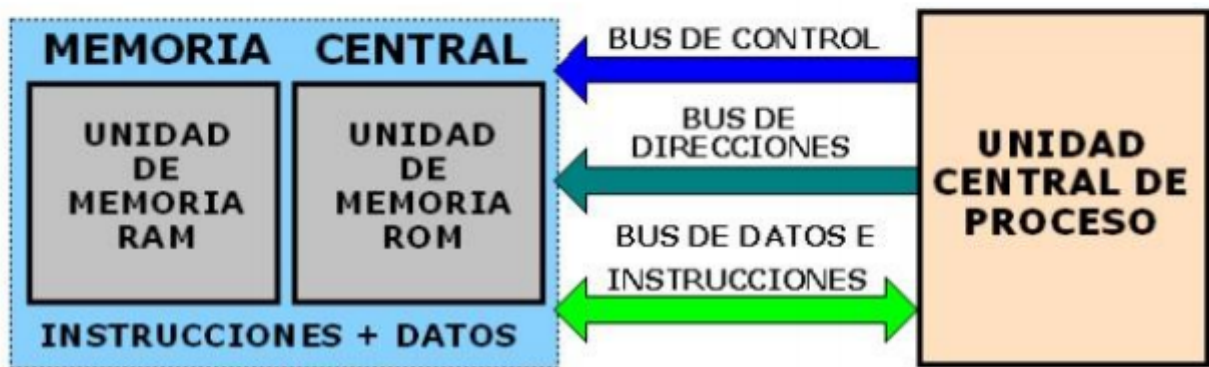 MEMORIA CENTRAL
UNIDAD
DE
MEMORIA
RAM
UNIDAD
DE
MEMORIA
ROM
INSTRUCCIONES + DATOS
BUS DE CONTROL
BUS DE
DIRECCIONES
BUS DE DATOS E
INSTRUCCIONES
UNIDAD
CENTRAL DE
PROCESO